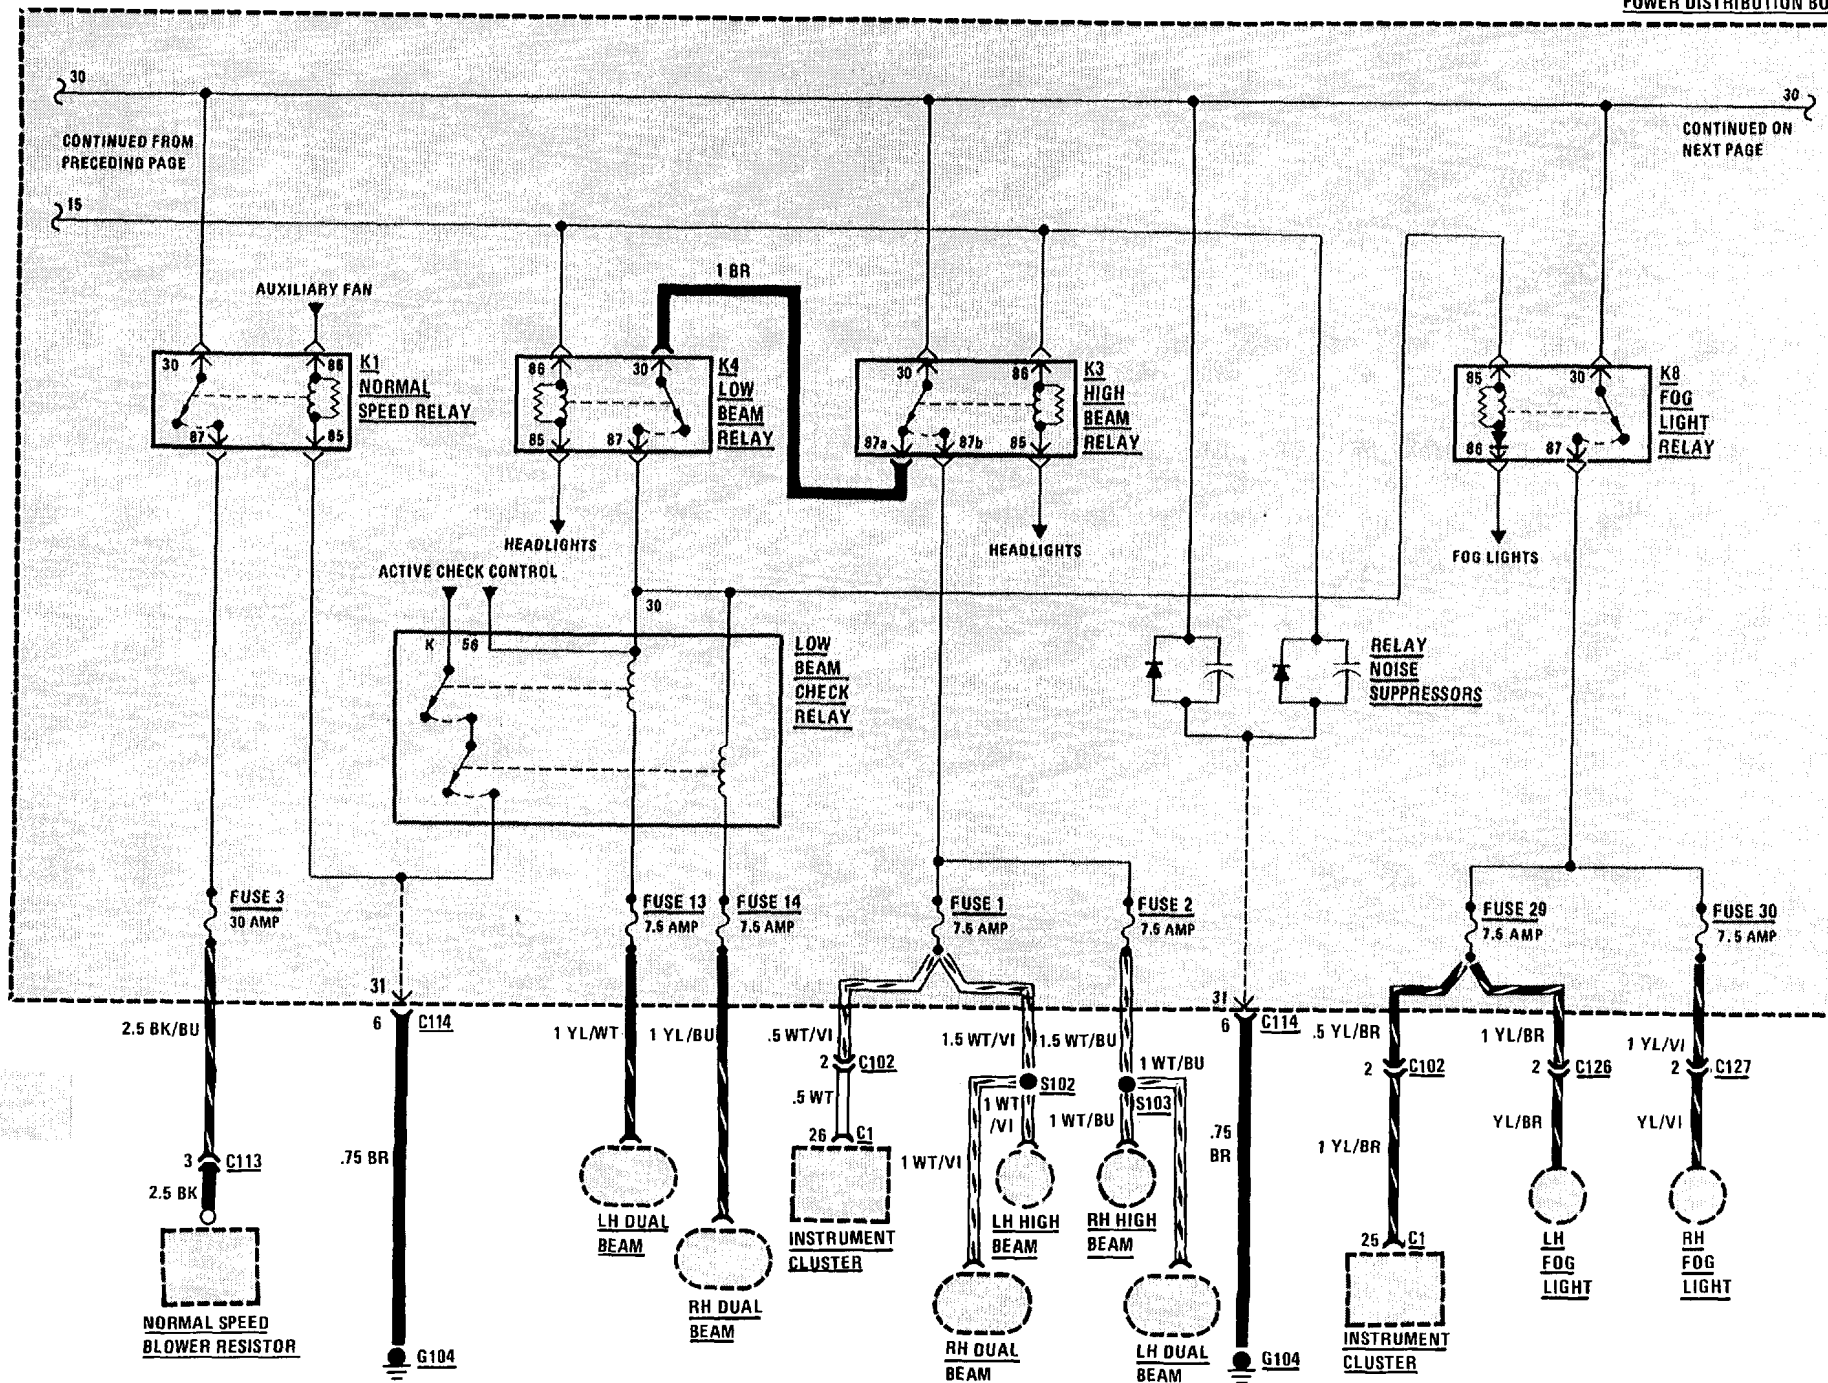 POWER DISTRIBUTION BO
30
30
CONTINUED FROM
PRECEDING PAGE
CONTINUED ON
NEXT PAGE
15
1 BR
AUXILIARY FAN
30
86
87
85
K1
NORMAL
SPEED RELAY
86
30
85
87
K4
LOW
BEAM
RELAY
30
86
87a
87b
85
K3
HIGH
BEAM
RELAY
85
30
86
87
K8
FOG
LIGHT
RELAY
HEADLIGHTS
HEADLIGHTS
FOG LIGHTS
ACTIVE CHECK CONTROL
30
K
56
LOW
BEAM
CHECK
RELAY
RELAY
NOISE
SUPPRESSORS
FUSE 3
30 AMP
FUSE 13
7.5 AMP
FUSE 14
7.5 AMP
FUSE 1
7.5 AMP
FUSE 2
7.5 AMP
FUSE 29
7.5 AMP
FUSE 30
7.5 AMP
31
31
2.5 BK/BU
6
C114
1 YL/WT
1 YL/BU
.5 WT/VI
1.5 WT/VI
1.5 WT/BU
6
C114
.5 YL/BR
1 YL/BR
1 YL/VI
2
C102
1 WT/BU
2
C102
2
C126
2
C127
S102
S103
.5 WT
1 WT
/VI
1 WT/BU
YL/BR
YL/VI
26
C1
.75
BR
1 YL/BR
3
C113
.75 BR
1 WT/VI
2.5 BK
LH DUAL
BEAM
INSTRUMENT
CLUSTER
LH HIGH
BEAM
RH HIGH
BEAM
25
C1
LH
FOG
LIGHT
RH
FOG
LIGHT
RH DUAL
BEAM
NORMAL SPEED
BLOWER RESISTOR
G104
RH DUAL
BEAM
LH DUAL
BEAM
G104
INSTRUMENT
CLUSTER